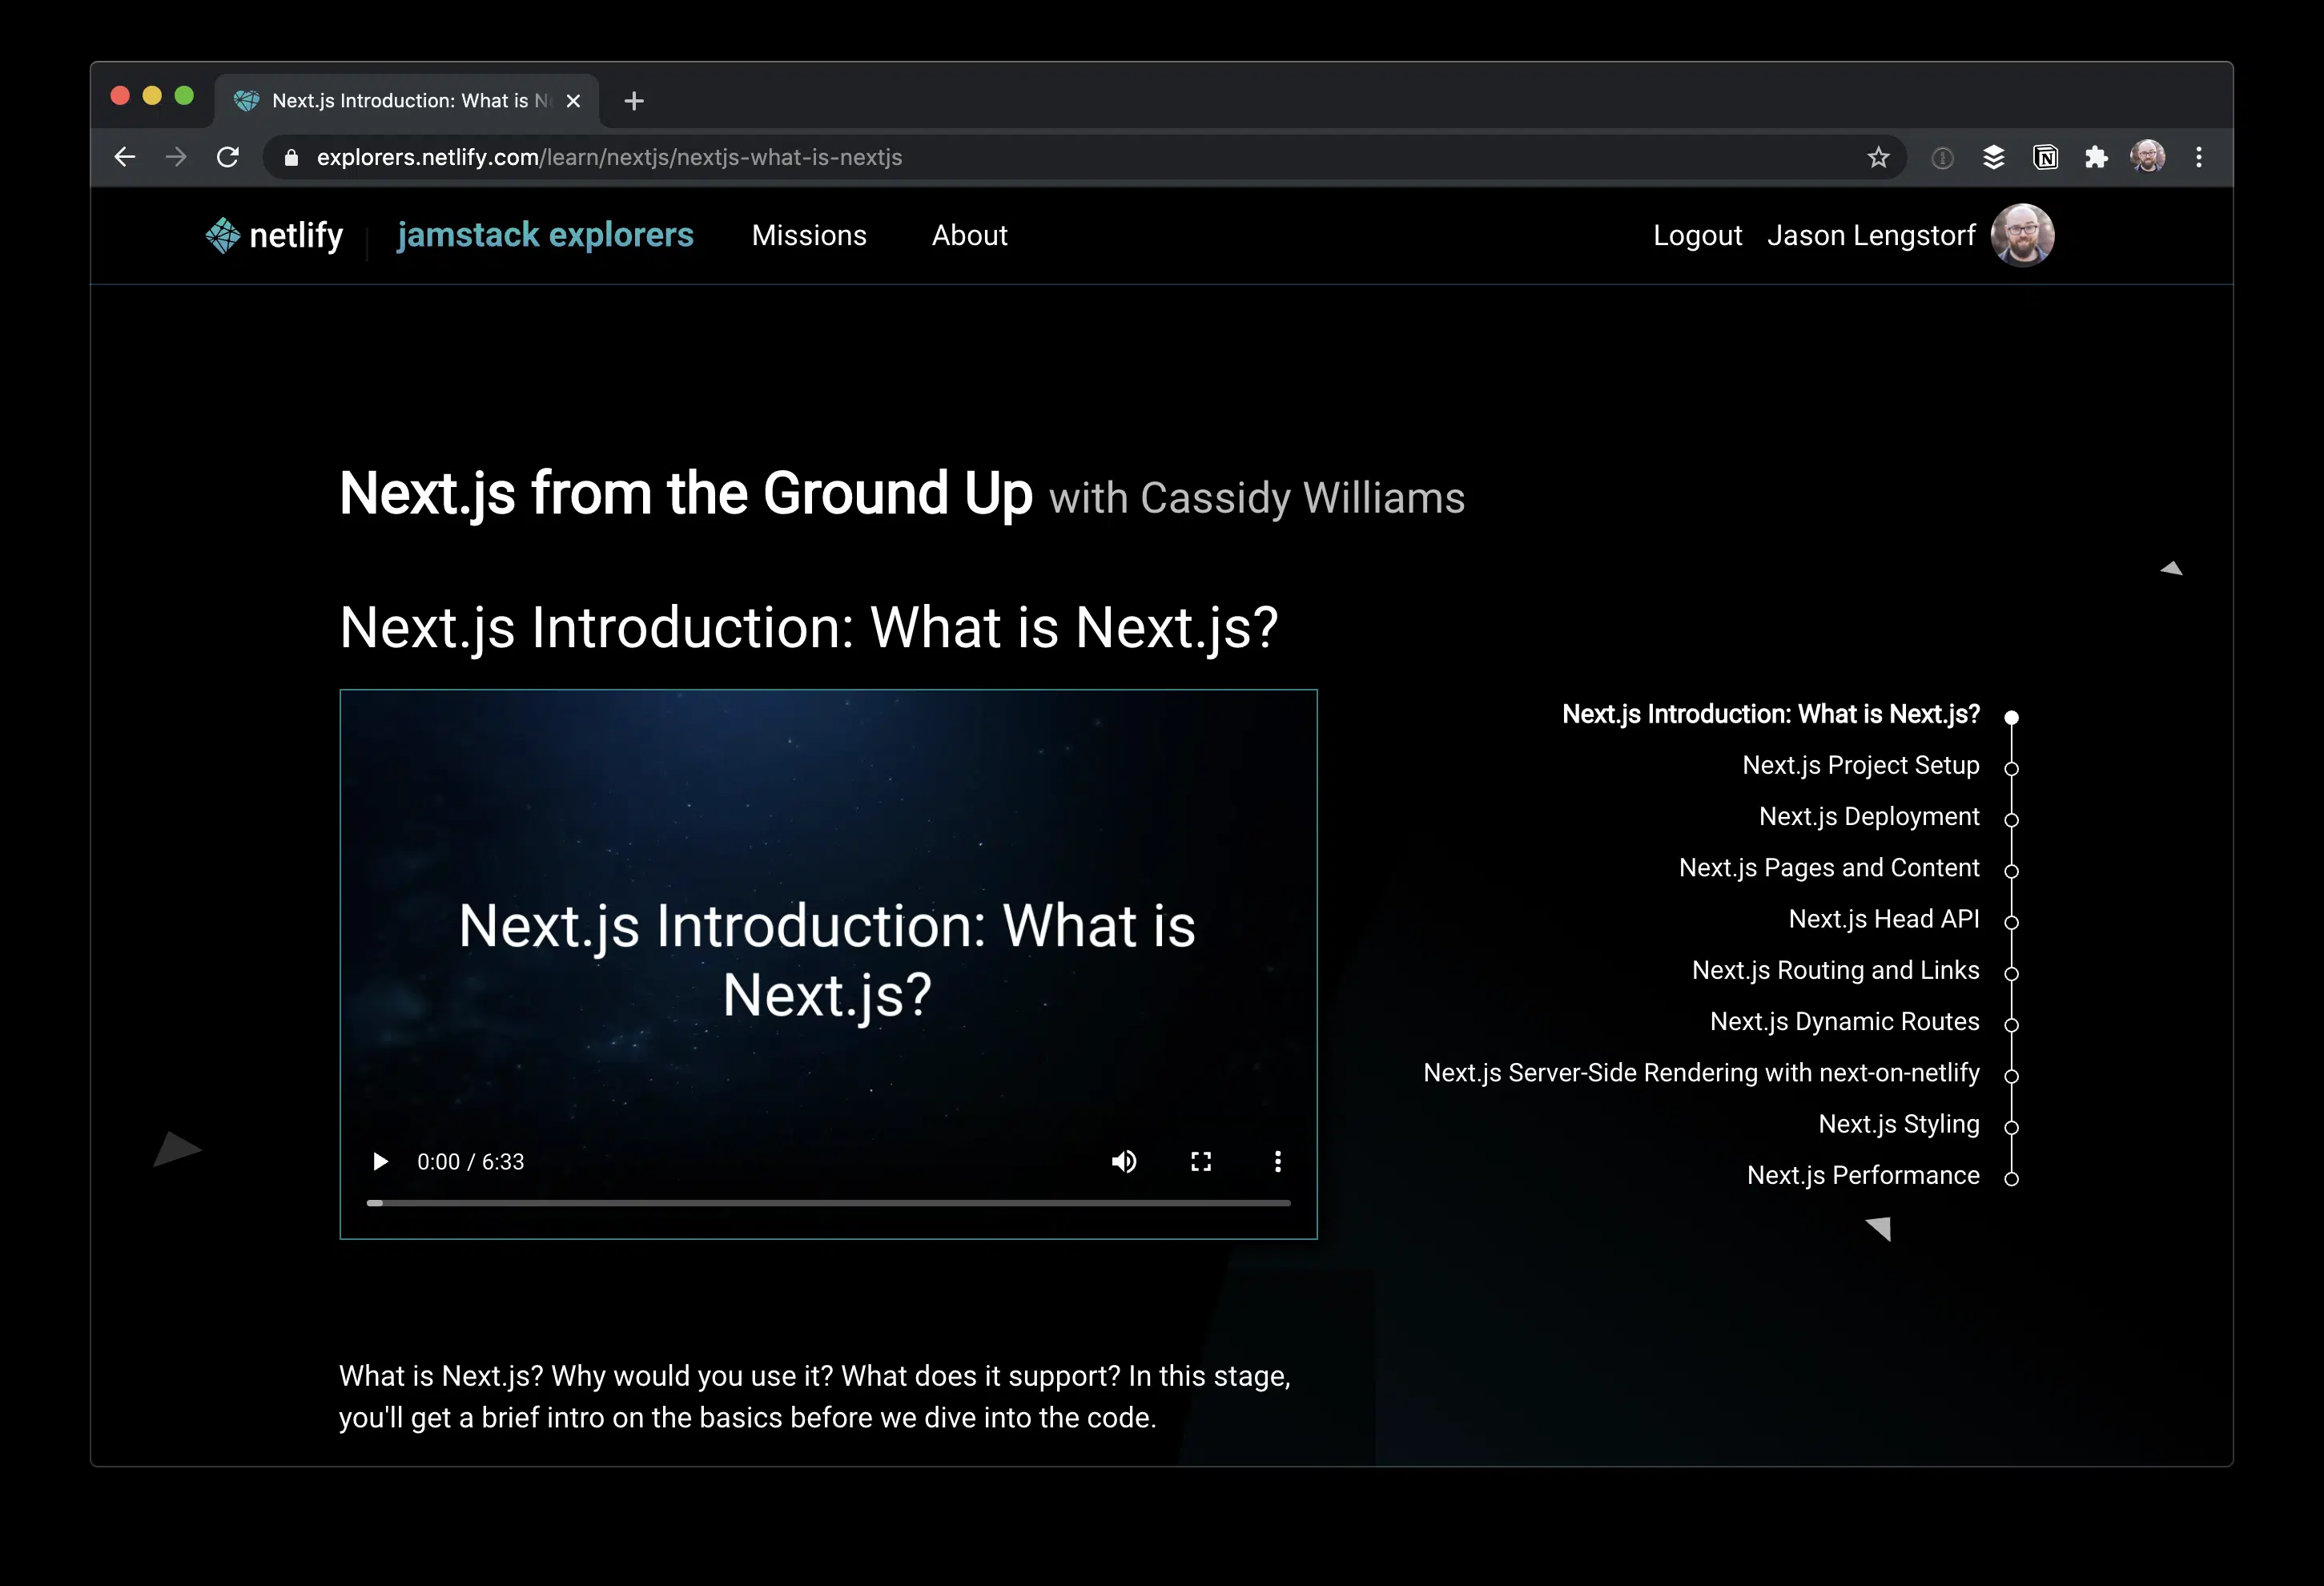 Next.js Introduction: What is N
explorers.netlify.com/learn/nextjs/nextjs-what-is-nextjs
netlify
jamstack explorers
Missions
About
Logout
Jason Lengstorf
Next.js from the Ground Up with Cassidy Williams
Next.js Introduction: What is Next.js?
Next.js Introduction: What is
Next.js?
0:00 / 6:33
Next.js Introduction: What is Next.js?
Next.js Project Setup
Next.js Deployment
Next.js Pages and Content
Next.js Head API
Next.js Routing and Links
Next.js Dynamic Routes
Next.js Server-Side Rendering with next-on-netlify
Next.js Styling
Next.js Performance
What is Next.js? Why would you use it? What does it support? In this stage,
you'll get a brief intro on the basics before we dive into the code.